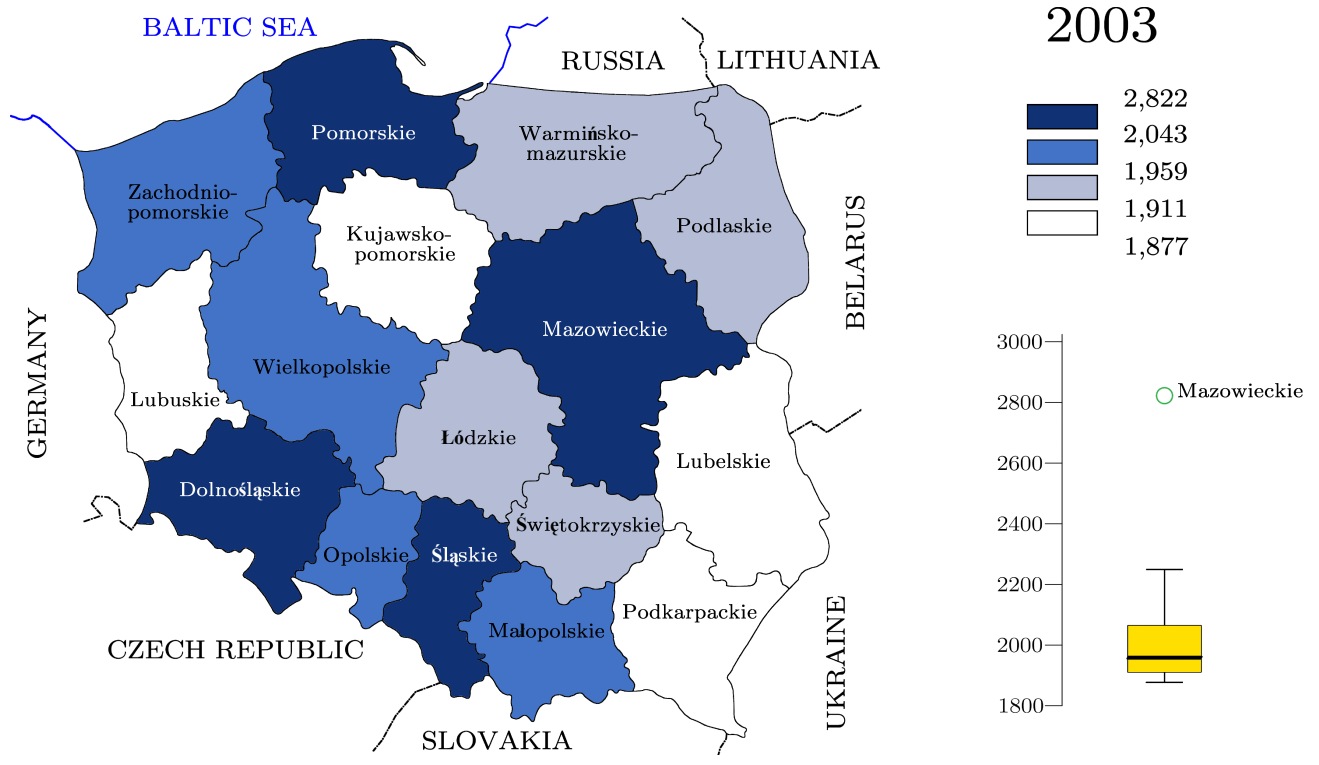 BALTIC SEA
2003
RUSSIA
LITHUANIA
2,822
Pomorskie
Warmińsko-
mazurskie
2,043
1,959
Zachodnio-
pomorskie
1,911
Podlaskie
Kujawsko-
pomorskie
1,877
BELARUS
Mazowieckie
3000
Wielkopolskie
GERMANY
Mazowieckie
Lubuskie
2800
Łódzkie
Lubelskie
2600
Dolnośląskie
Świętokrzyskie
2400
Opolskie
Śląskie
2200
Podkarpackie
Małopolskie
2000
CZECH REPUBLIC
UKRAINE
1800
SLOVAKIA